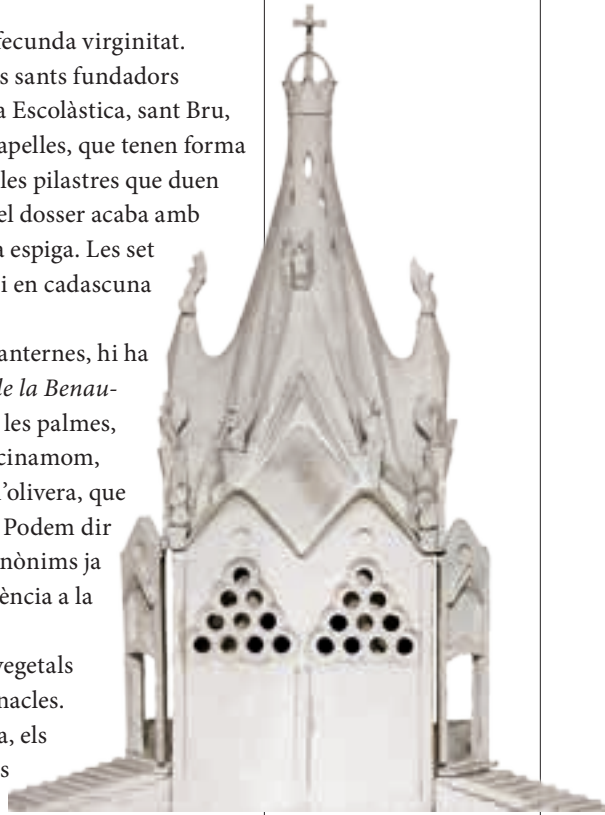 fecunda virginitat.
s sants fundadors
a Escolàstica, sant Bru,
apelles, que tenen forma
les pilastres que duen
el dosser acaba amb
a espiga. Les set
i en cadascuna
anternes, hi ha
de la Benau-
les palmes,
cinamom,
l’olivera, que
Podem dir
nònims ja
ència a la
vegetals
nacles.
a, els
s